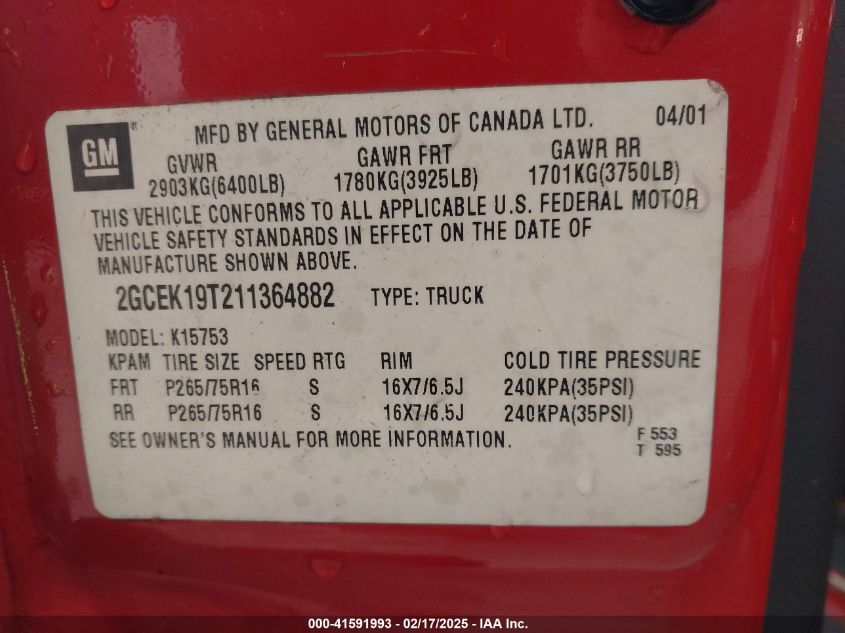 GM ®
MFD BY GENERAL MOTORS OF CANADA LTD. 04/01
GVWR GAWR FRT GAWR RR
2903KG(6400LB) 1780KG(3925LB) 1701KG(3750LB)
THIS VEHICLE CONFORMS TO ALL APPLICABLE U.S. FEDERAL MOTOR
VEHICLE SAFETY STANDARDS IN EFFECT ON THE DATE OF
MANUFACTURE SHOWN ABOVE.
2GCEK19T211364882 TYPE: TRUCK
MODEL: K15753
KPAM TIRE SIZE SPEED RTG RIM COLD TIRE PRESSURE
FRT P265/75R16 S 16X7/6.5J 240KPA(35PSI)
RR P265/75R16 S 16X7/6.5J 240KPA(35PSI)
SEE OWNER'S MANUAL FOR MORE INFORMATION.
F 553
T 595
000-41591993 - 02/17/2025 - IAA Inc.